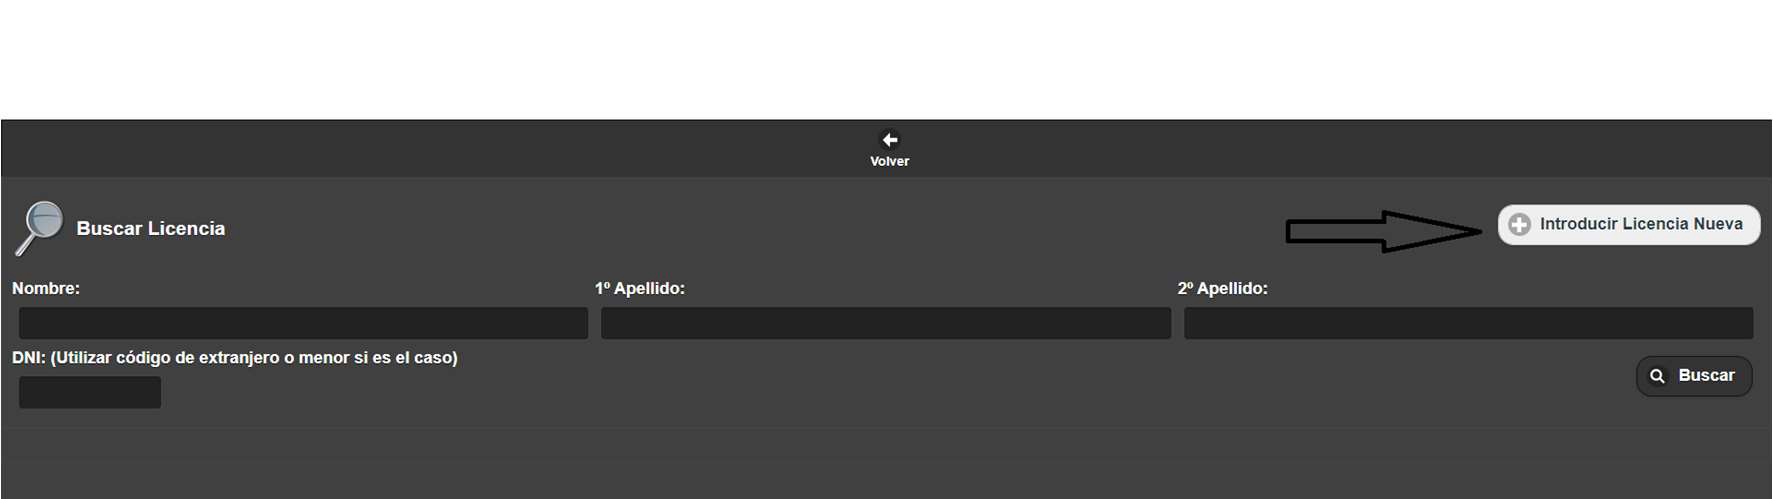 Volver
Buscar Licencia
Introducir Licencia Nueva
Nombre:
1º Apellido:
2º Apellido:
DNI: (Utilizar código de extranjero o menor si es el caso)
Buscar